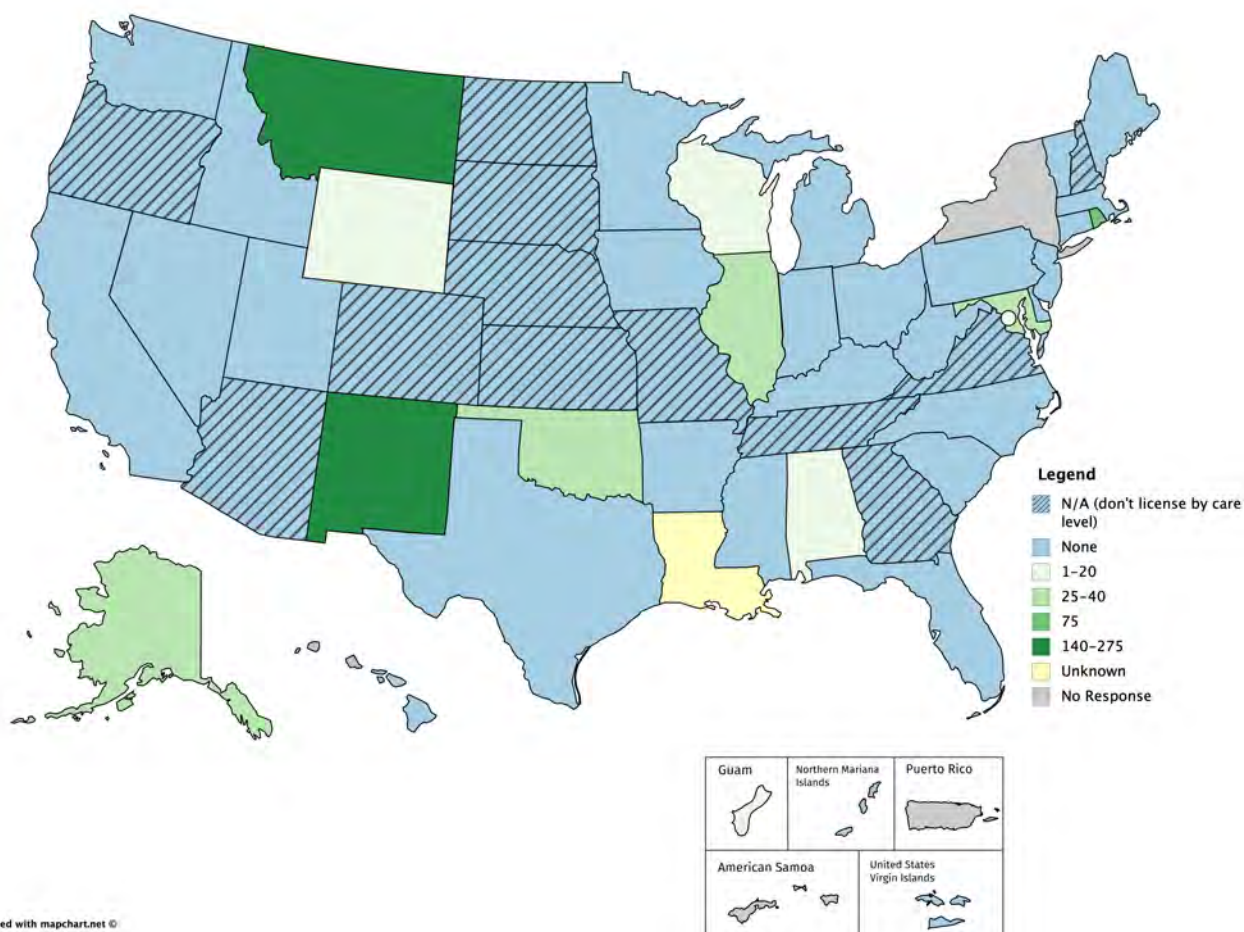 Legend
N/A (don't license by care
level)
None
1-20
25-40
75
140-275
Unknown
No Response
Guam
Northern Mariana
Islands
Puerto Rico
American Samoa
United States
Virgin Islands
ed with mapchart.net ©